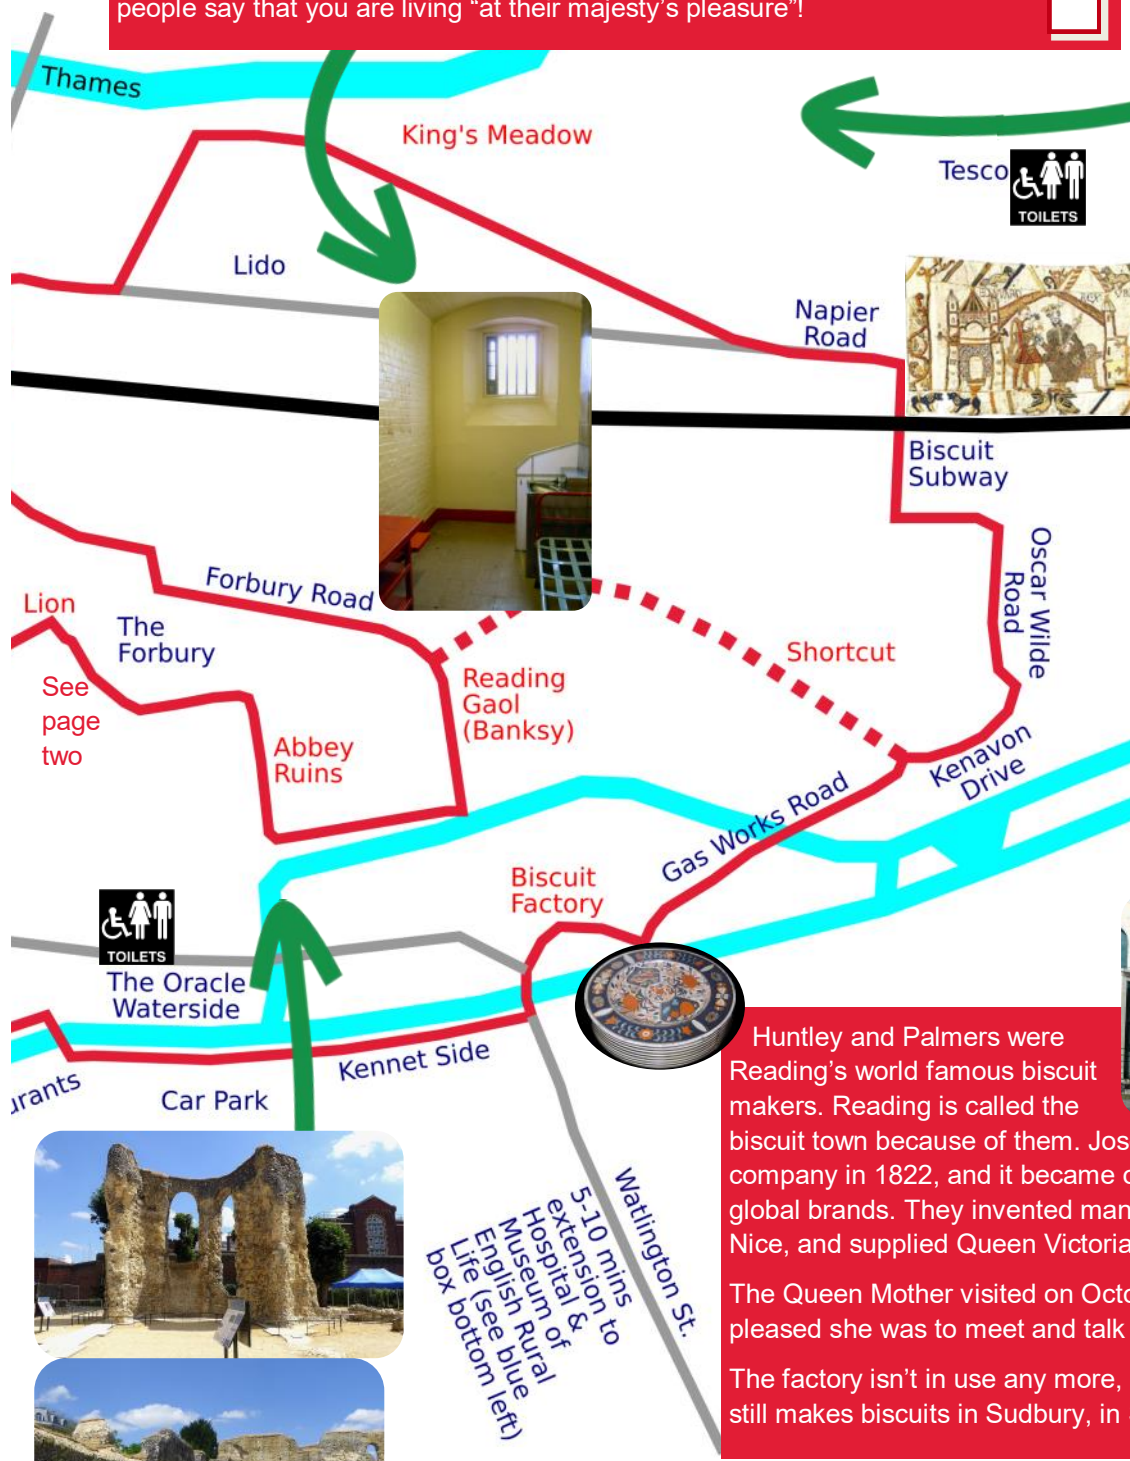 people say that you are living “at their majesty’s pleasure”!
Thames
King's Meadow
Tesco
TOILETS
Lido
Napier
Road
Biscuit
Subway
Oscar Wilde
Road
Forbury Road
Lion
The
Forbury
Shortcut
See
page
two
Reading
Gaol
(Banksy)
Abbey
Ruins
Kenavon
Drive
Gas Works Road
Biscuit
Factory
TOILETS
The Oracle
Waterside
Kennet Side
urants
Car Park
Watlington St.
5-10 mins
extension to
Hospital &
Museum of
English Rural
Life (see blue
box bottom left)
Huntley and Palmers were
Reading’s world famous biscuit
makers. Reading is called the
biscuit town because of them. Jos
company in 1822, and it became
global brands. They invented man
Nice, and supplied Queen Victoria
The Queen Mother visited on Octo
pleased she was to meet and talk
The factory isn’t in use any more,
still makes biscuits in Sudbury, in